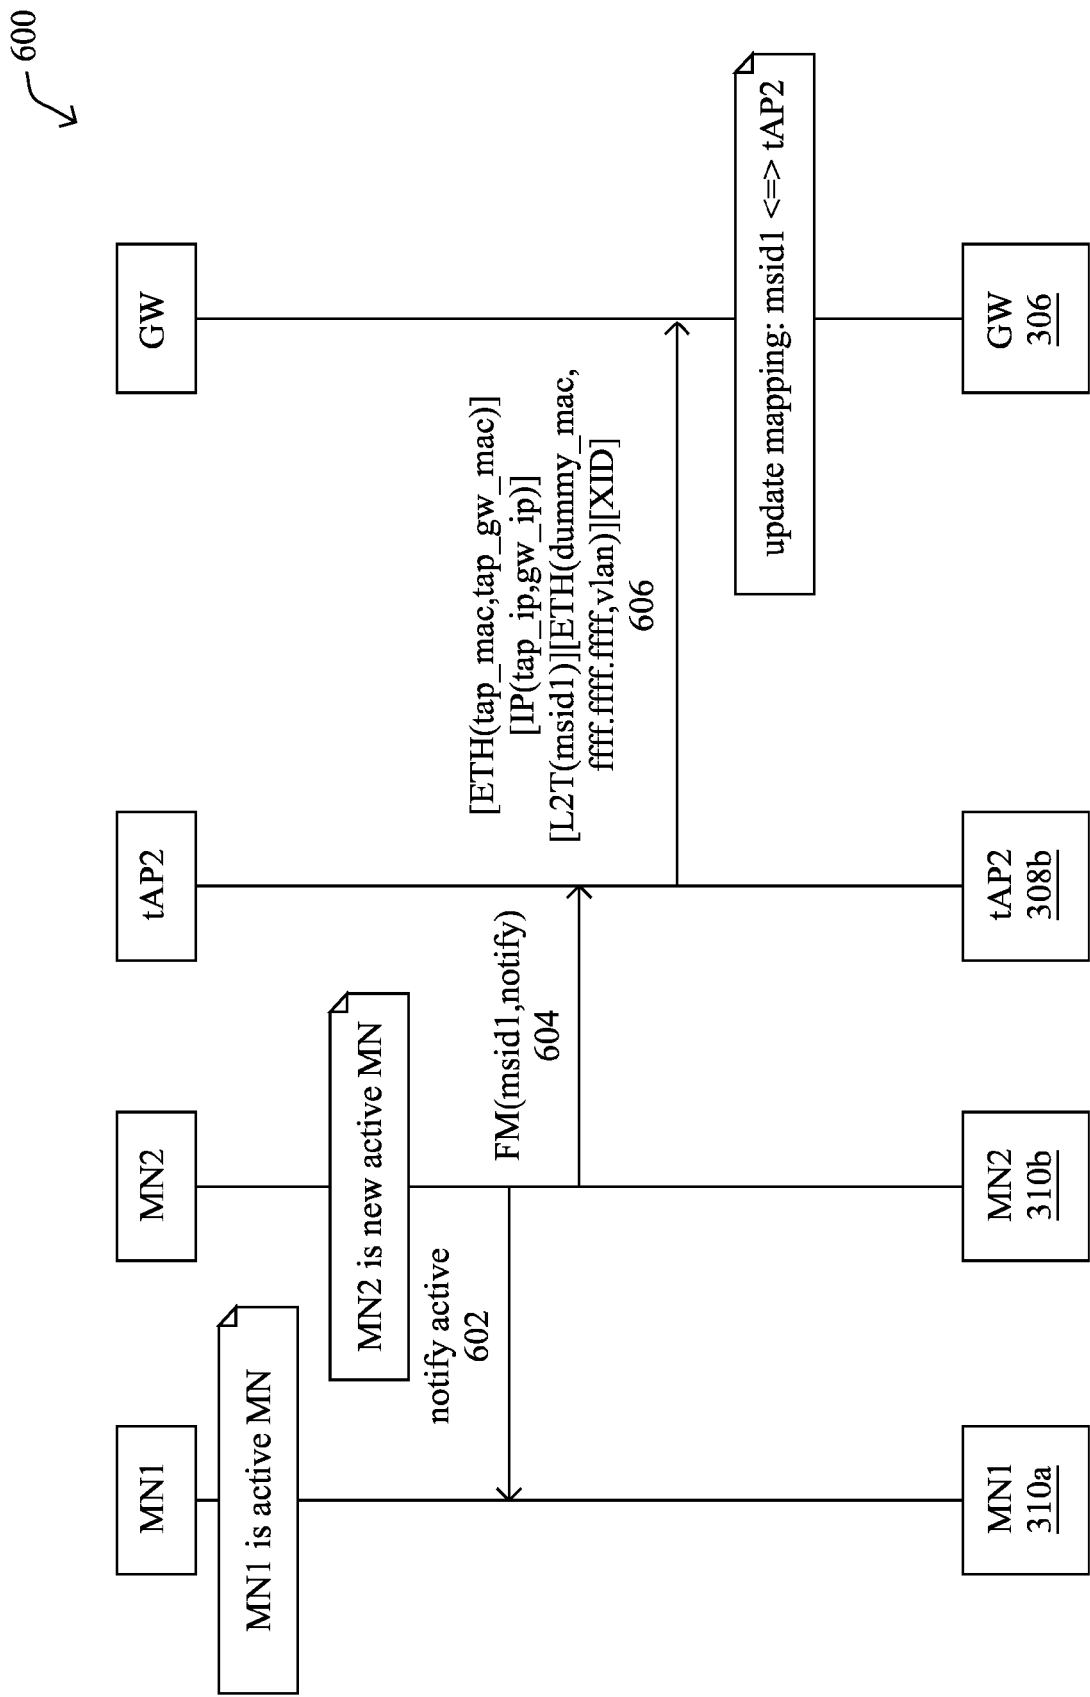 600
MN1
MN2
tAP2
GW
MN1 is active MN
MN2 is new active MN
notify active
602
FM(msid1,notify)
604
[ETH(tap_mac,tap_gw_mac)]
[IP(tap_ip,gw_ip)]
[L2T(msid1)][ETH(dummy_mac,
ffff.ffff.ffff,vlan)][XID]
606
update mapping: msid1 <=> tAP2
MN1
310a
MN2
310b
tAP2
308b
GW
306